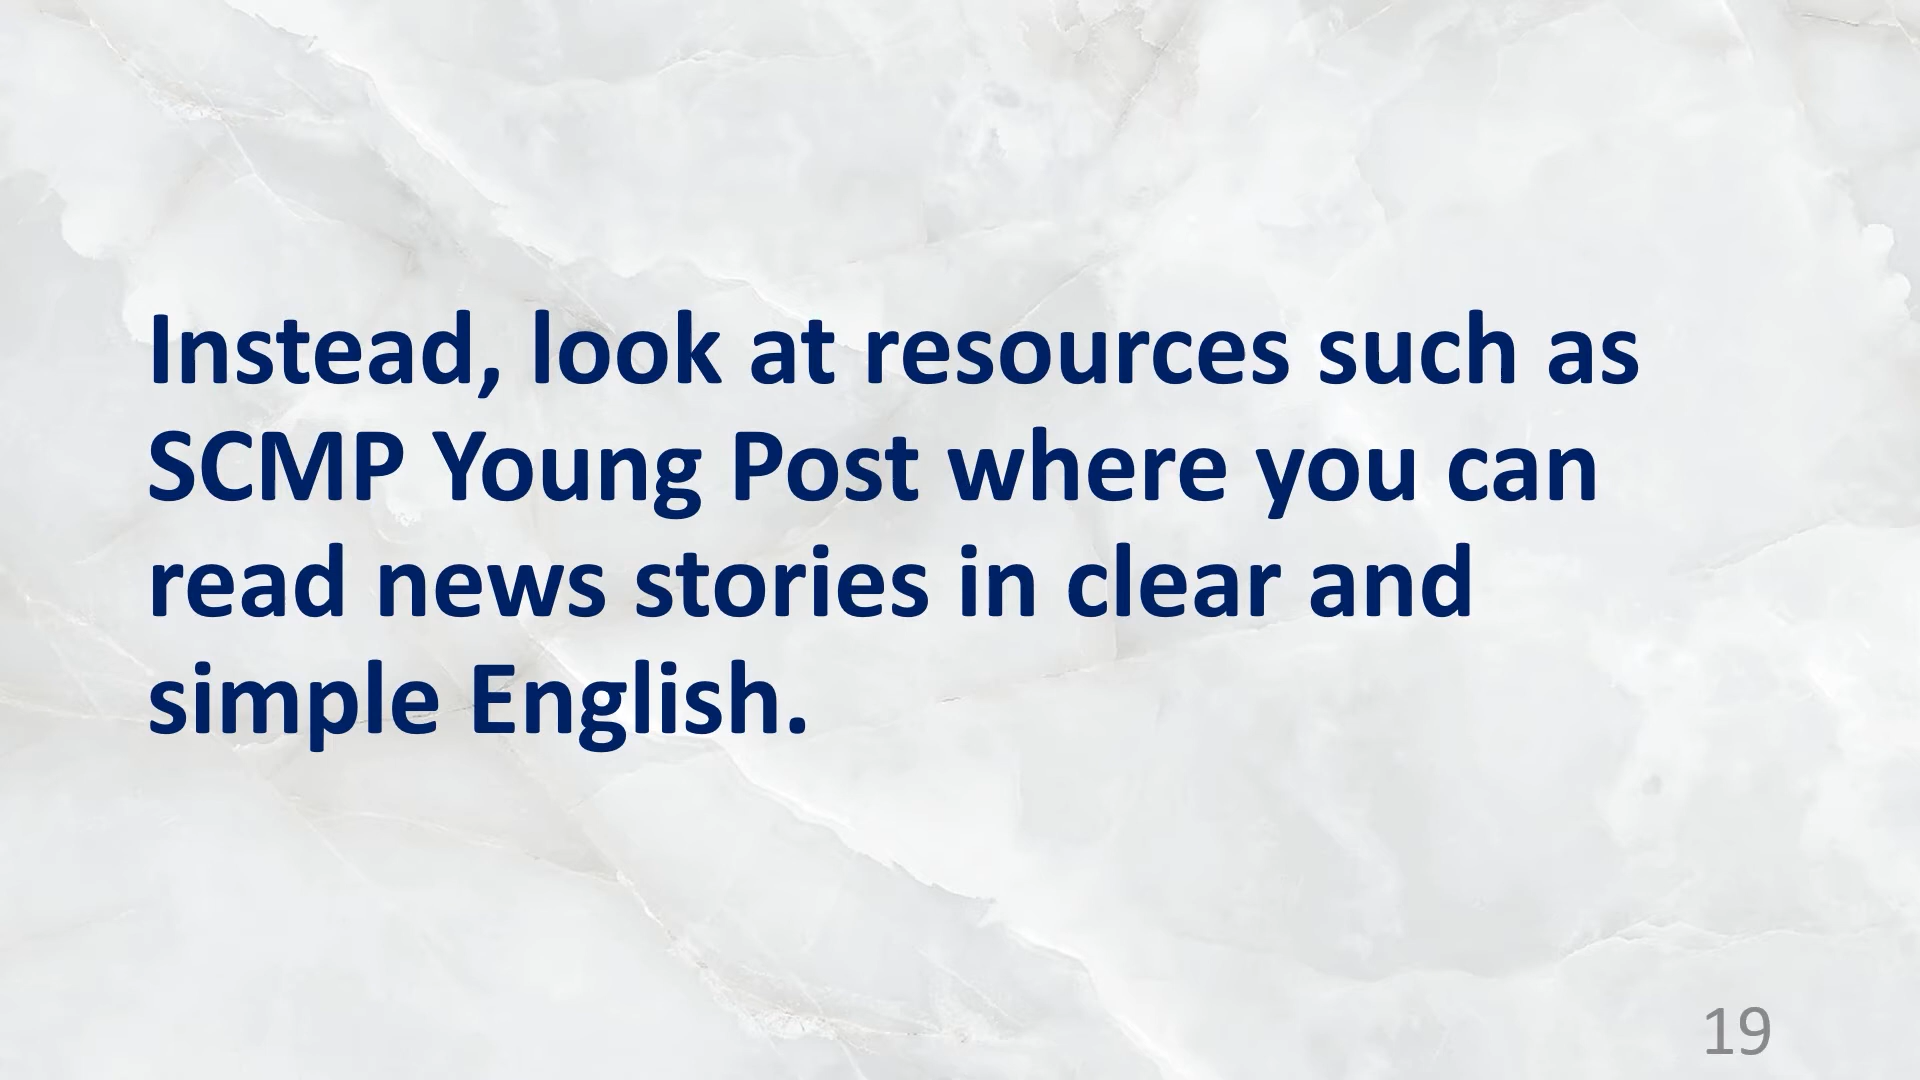 Instead, look at resources such as
SCMP Young Post where you can
read news stories in clear and
simple English.
19